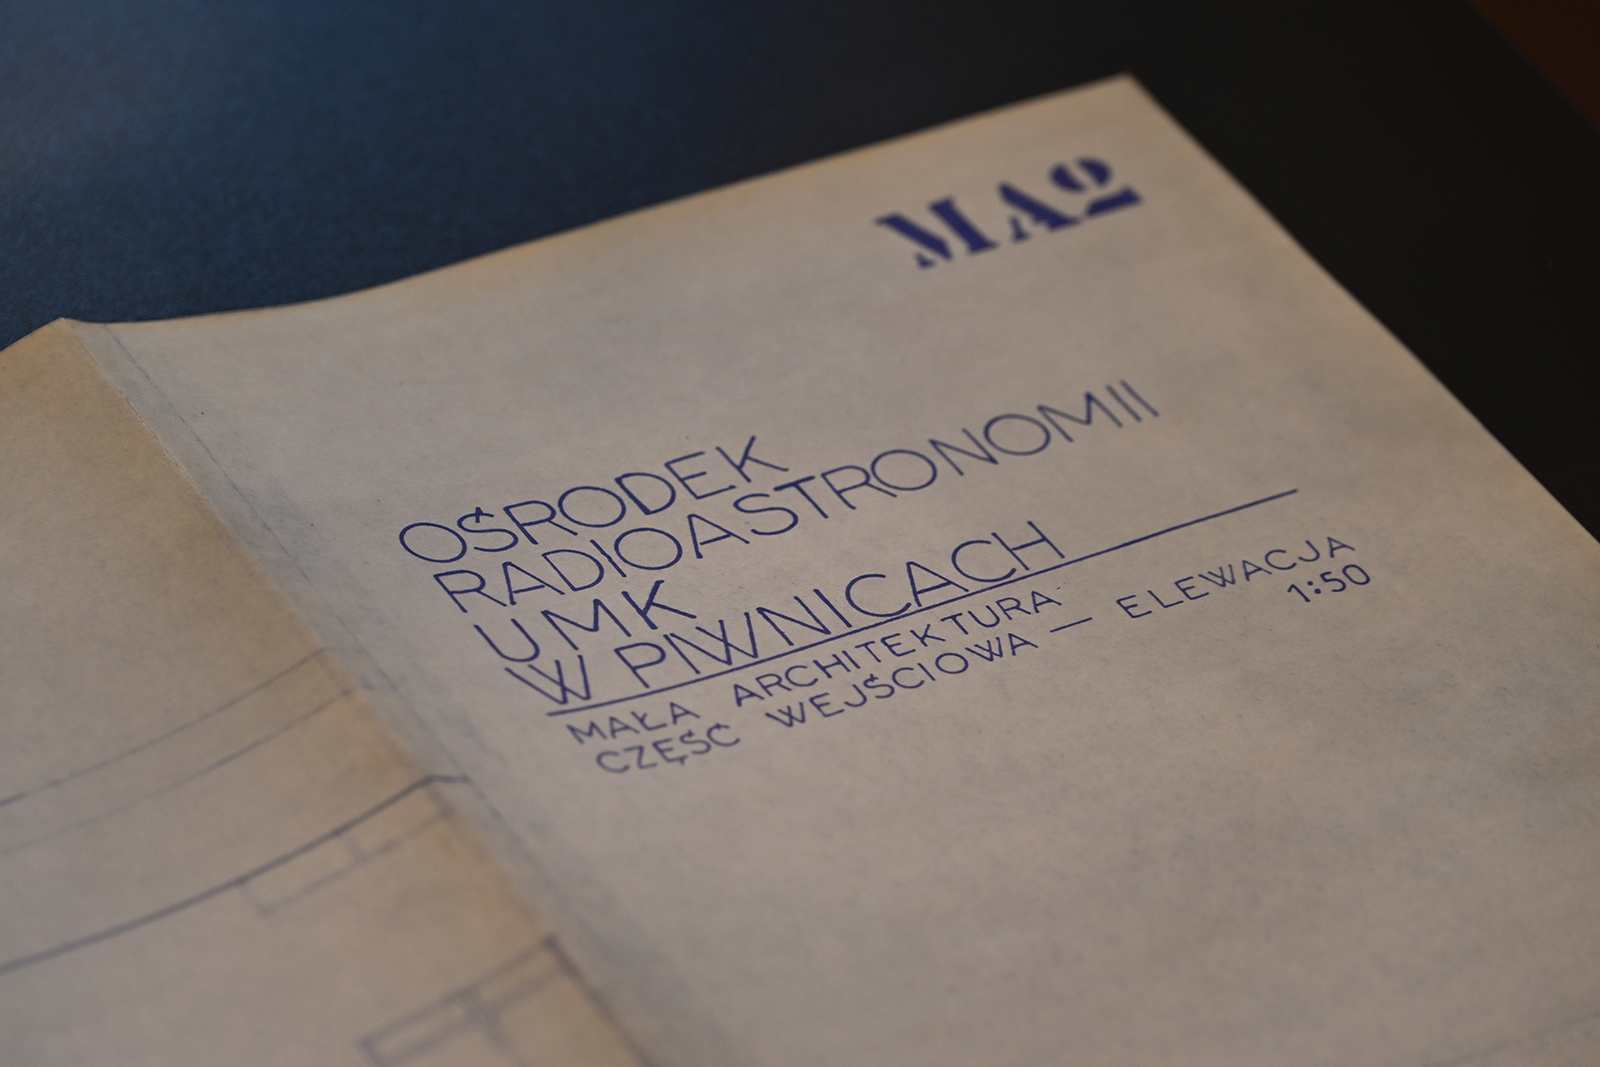 MA2
OŚRODEK
RADIOASTRONOMII
UMK
W PIWNICACH
MAŁA ARCHITEKTURA
CZĘŚĆ WEJŚCIOWA — ELEWACJA
1:50